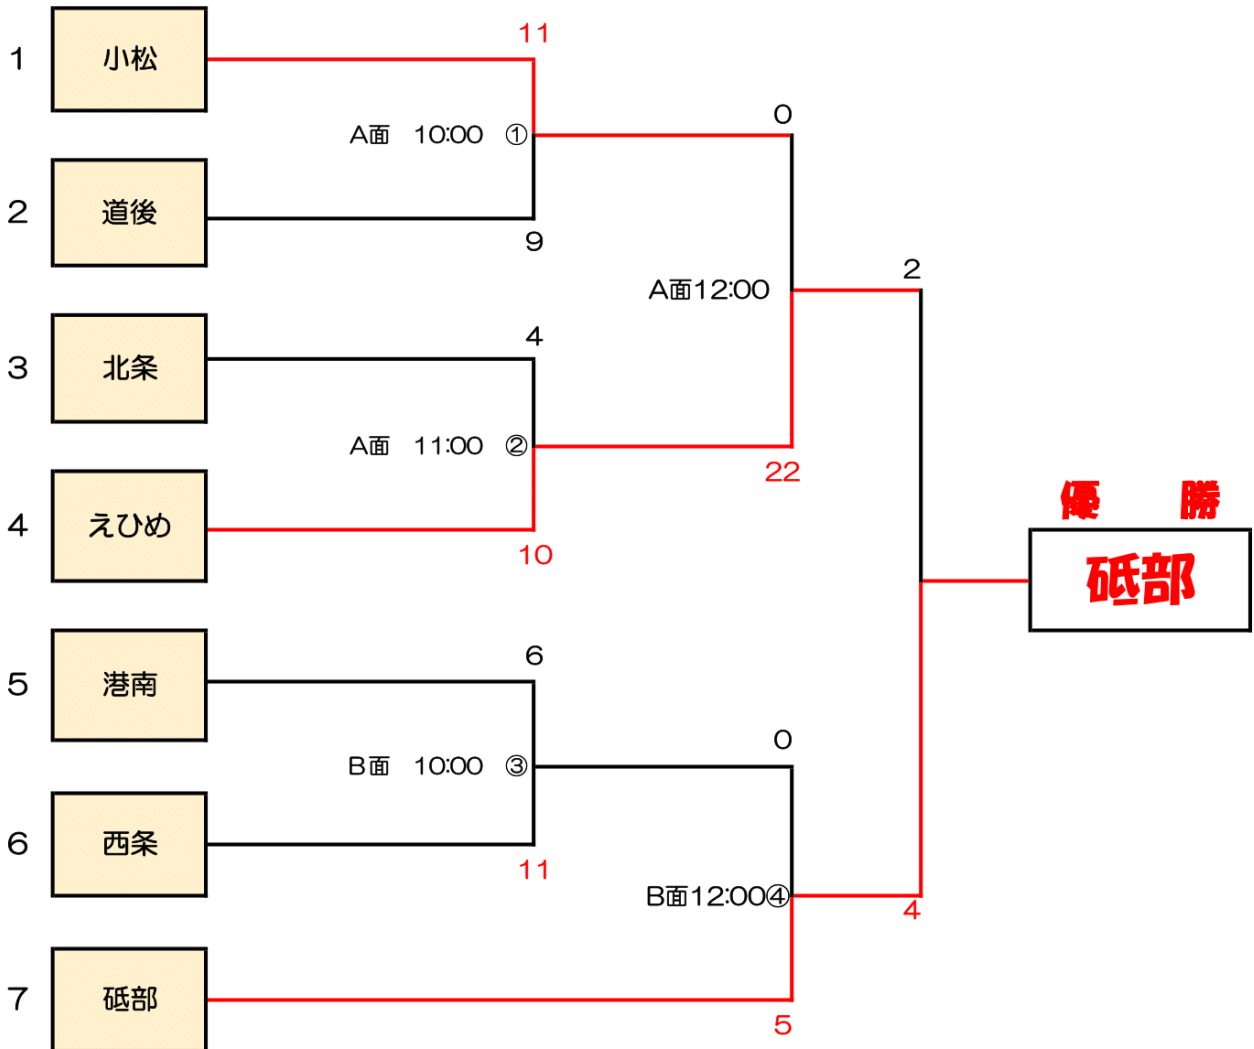 11
1 小松
0
A面 10:00 ①
2 道後
9
2
A面12:00
4
3 北条
A面 11:00 ②
22
優 勝
4 えひめ
10
砥部
6
5 港南
0
B面 10:00 ③
6 西条
11
B面12:00④
4
7 砥部
5